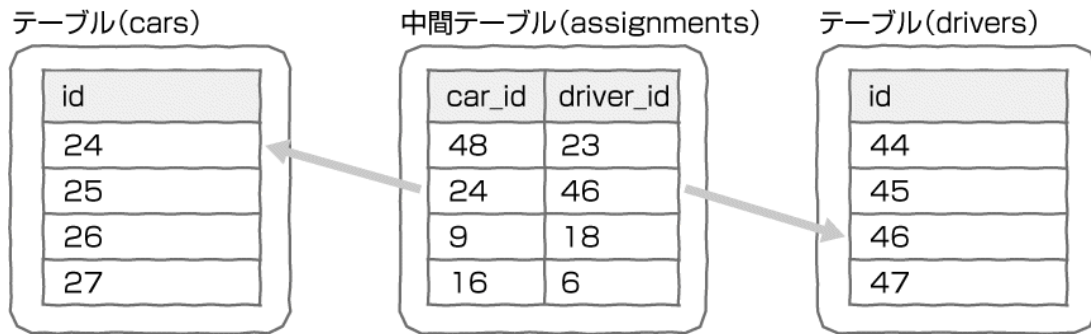 テーブル(cars)
id
24
25
26
27
中間テーブル(assignments)
car_id driver_id
48 23
24 46
9 18
16 6
テーブル(drivers)
id
44
45
46
47